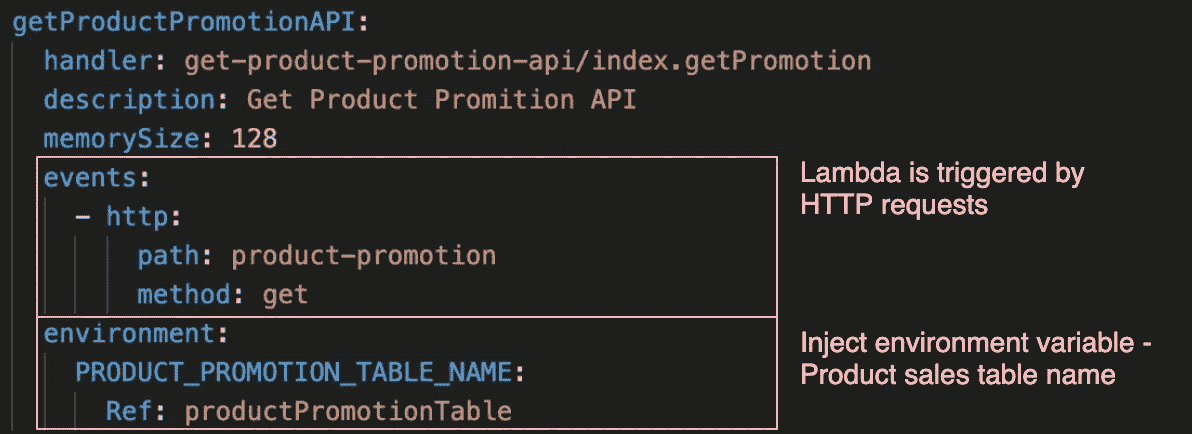 getProductPromotionAPI:
handler: get-product-promotion-api/index.getPromotion
description: Get Product Promition API
memorySize: 128
events:
- http:
path: product-promotion
method: get
environment:
PRODUCT_PROMOTION_TABLE_NAME:
Ref: productPromotionTable
Lambda is triggered by
HTTP requests
Inject environment variable -
Product sales table name